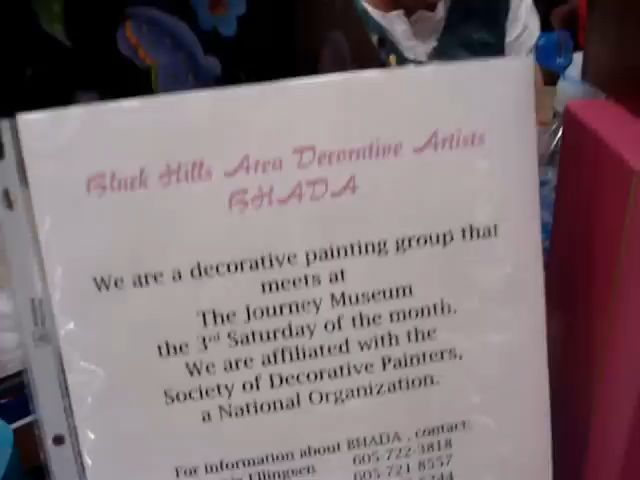 Black Hills Area Decorative Artists
BHADA
We are a decorative painting group that
meets at
The Journey Museum
the 3rd Saturday of the month.
We are affiliated with the
Society of Decorative Painters,
a National Organization.
For information about BHADA , contact:
Ellingsen 605-722-3818
605 721 8557